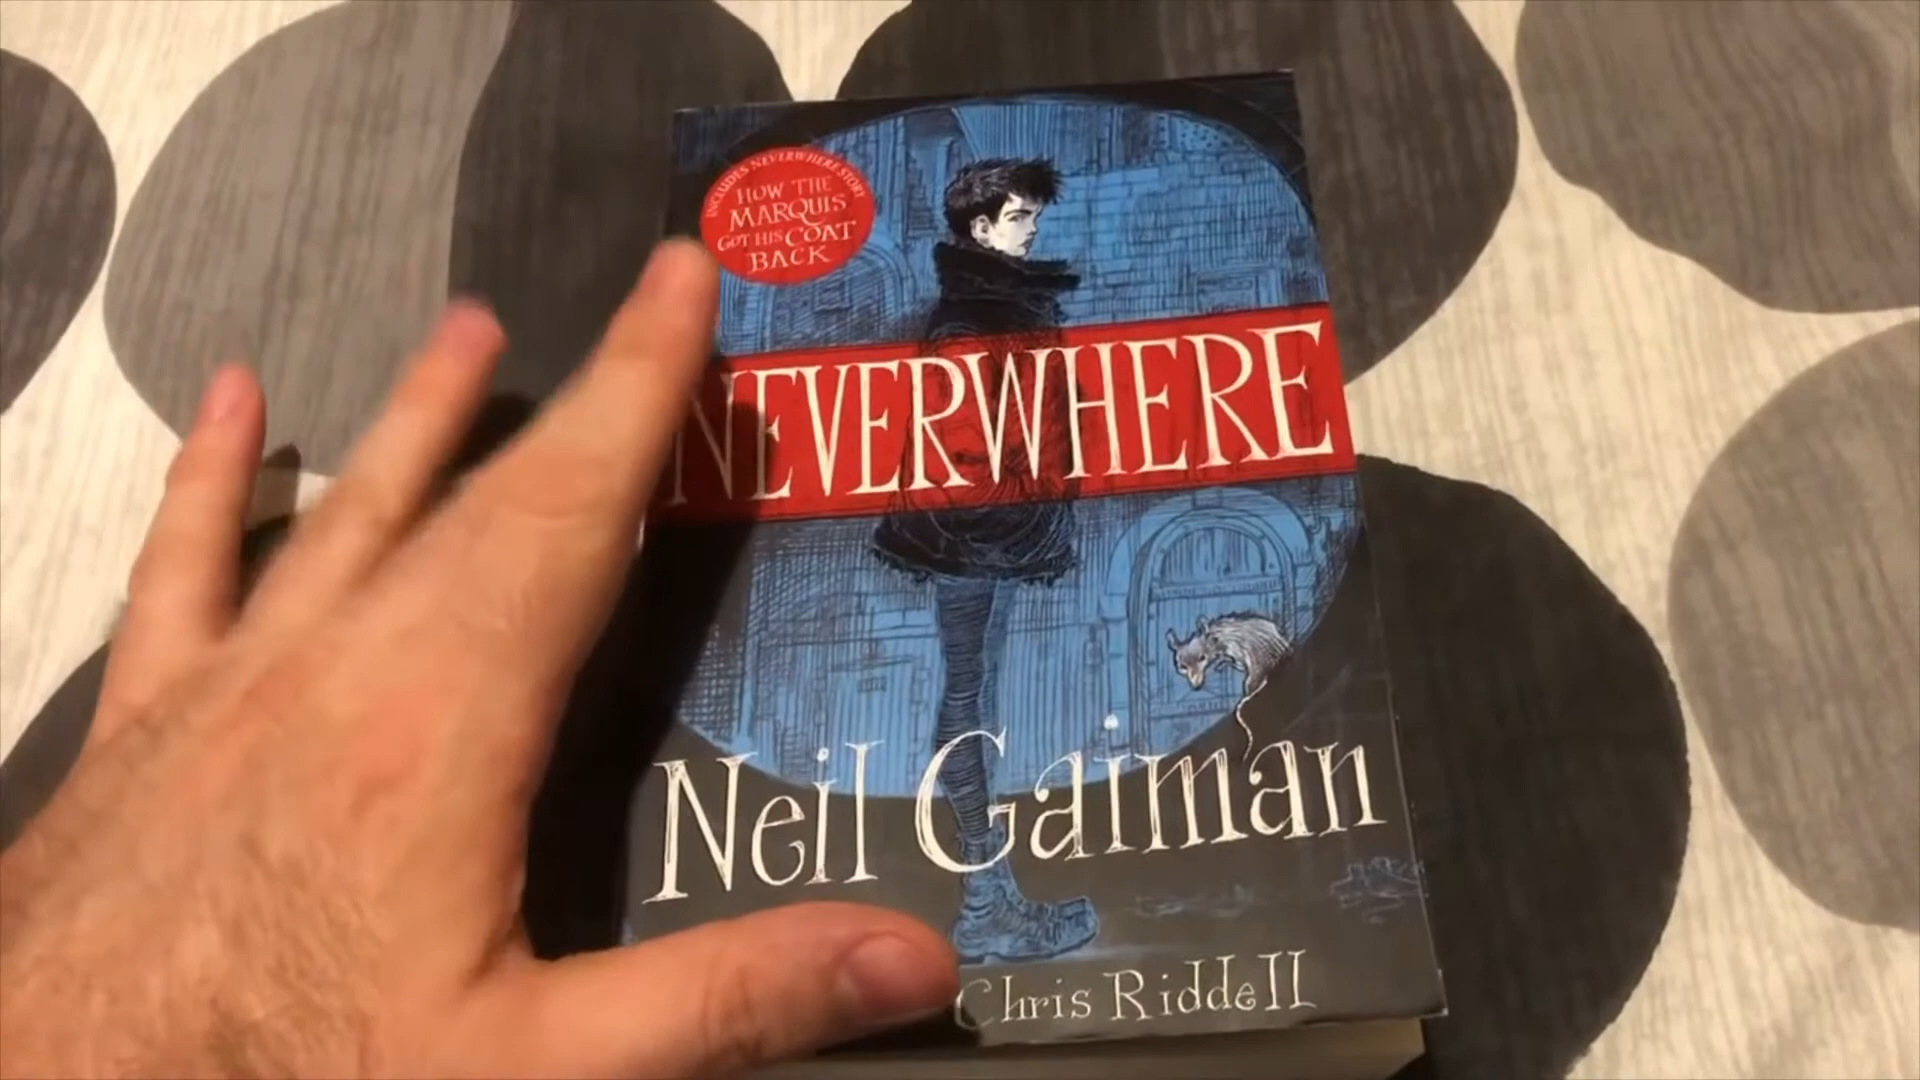 INCLUDES NEVERWHERE STORY
HOW THE
MARQUIS
GOT HIS COAT
BACK
NEVERWHERE
Neil Gaiman
Chris Riddell